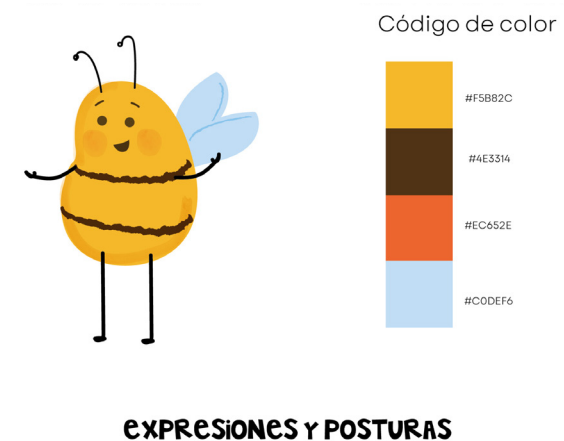 Código de color
#F5B82C
#4E3314
#EC652E
#C0DEF6
EXPRESIONES Y POSTURAS